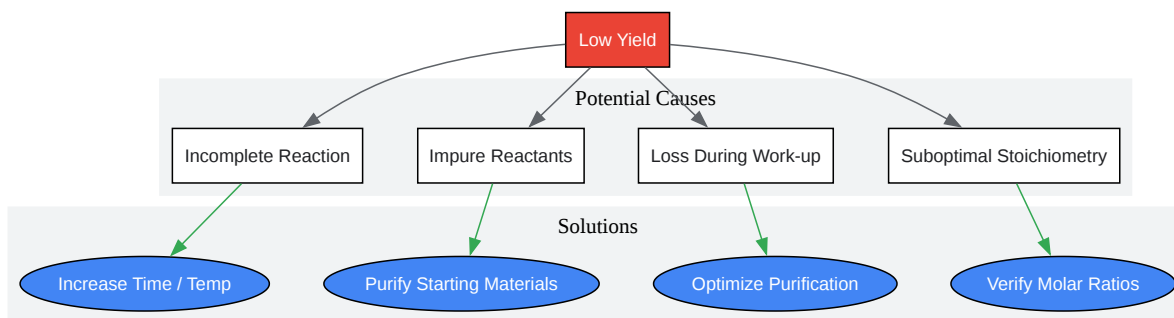 Low Yield
Potential Causes
Incomplete Reaction
Impure Reactants
Loss During Work-up
Suboptimal Stoichiometry
Solutions
Increase Time / Temp
Purify Starting Materials
Optimize Purification
Verify Molar Ratios